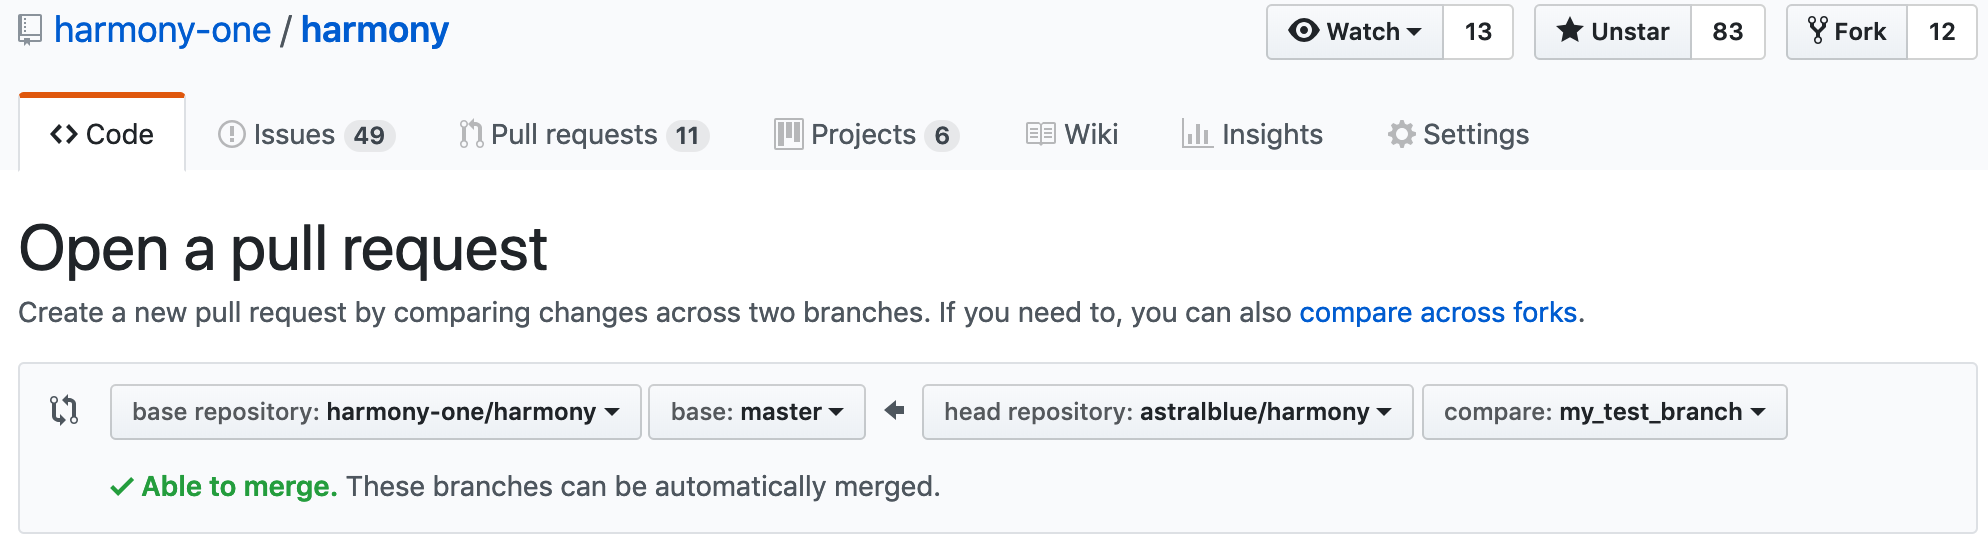 harmony-one / harmony
Watch 13 Unstar 83 Fork 12
Code Issues 49 Pull requests 11 Projects 6 Wiki Insights Settings
Open a pull request
Create a new pull request by comparing changes across two branches. If you need to, you can also compare across forks.
base repository: harmony-one/harmony base: master head repository: astralblue/harmony compare: my_test_branch
Able to merge. These branches can be automatically merged.